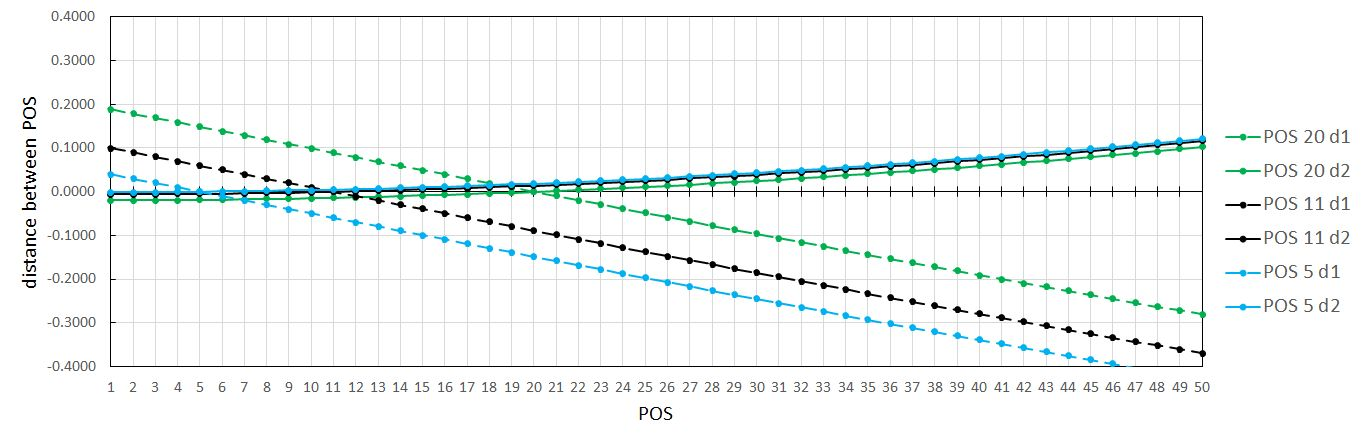 0.4000
0.3000
0.2000
0.1000
0.0000
-0.1000
-0.2000
-0.3000
-0.4000
distance between POS
1 2 3 4 5 6 7 8 9 10 11 12 13 14 15 16 17 18 19 20 21 22 23 24 25 26 27 28 29 30 31 32 33 34 35 36 37 38 39 40 41 42 43 44 45 46 47 48 49 50
POS
POS 20 d1
POS 20 d2
POS 11 d1
POS 11 d2
POS 5 d1
POS 5 d2